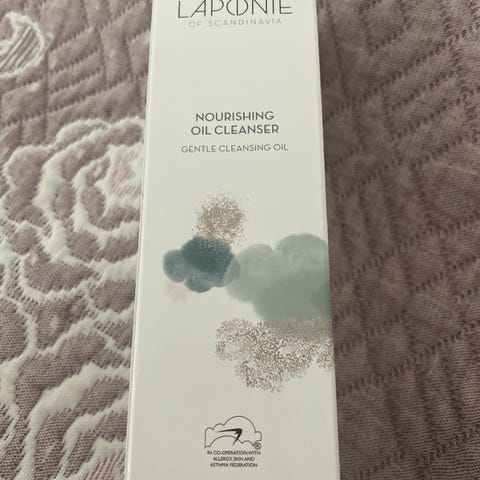 LAPONIE
OF SCANDINAVIA
NOURISHING
OIL CLEANSER
GENTLE CLEANSING OIL
®
IN CO-OPERATION WITH
ALLERGY, SKIN AND
ASTHMA FEDERATION